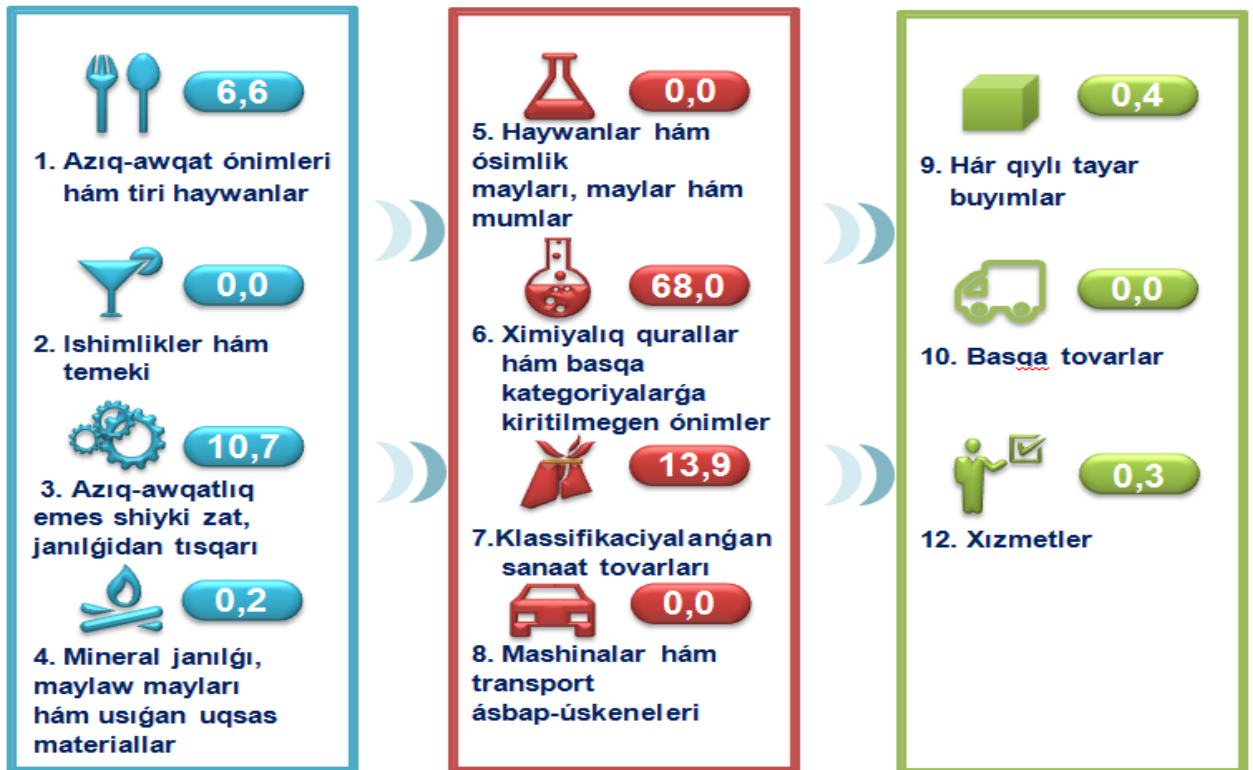 6,6
1. Azıq-awqat ónimleri
hám tiri haywanlar
0,0
2. Ishimlikler hám
temeki
10,7
3. Azıq-awqatlıq
emes shiyki zat,
janılǵidan tısqarı
0,2
4. Mineral janılǵı,
maylaw mayları
hám usıǵan uqsas
materiallar
0,0
5. Haywanlar hám
ósimlik
mayları, maylar hám
mumlar
68,0
6. Ximiyalıq qurallar
hám basqa
kategoriyalarǵa
kiritilmegen ónimler
13,9
7.Klassifikaciyalanǵan
sanaat tovarları
0,0
8. Mashinalar hám
transport
ásbap-úskeneleri
0,4
9. Hár qıylı tayar
buyımlar
0,0
10. Basqa tovarlar
0,3
12. Xızmetler